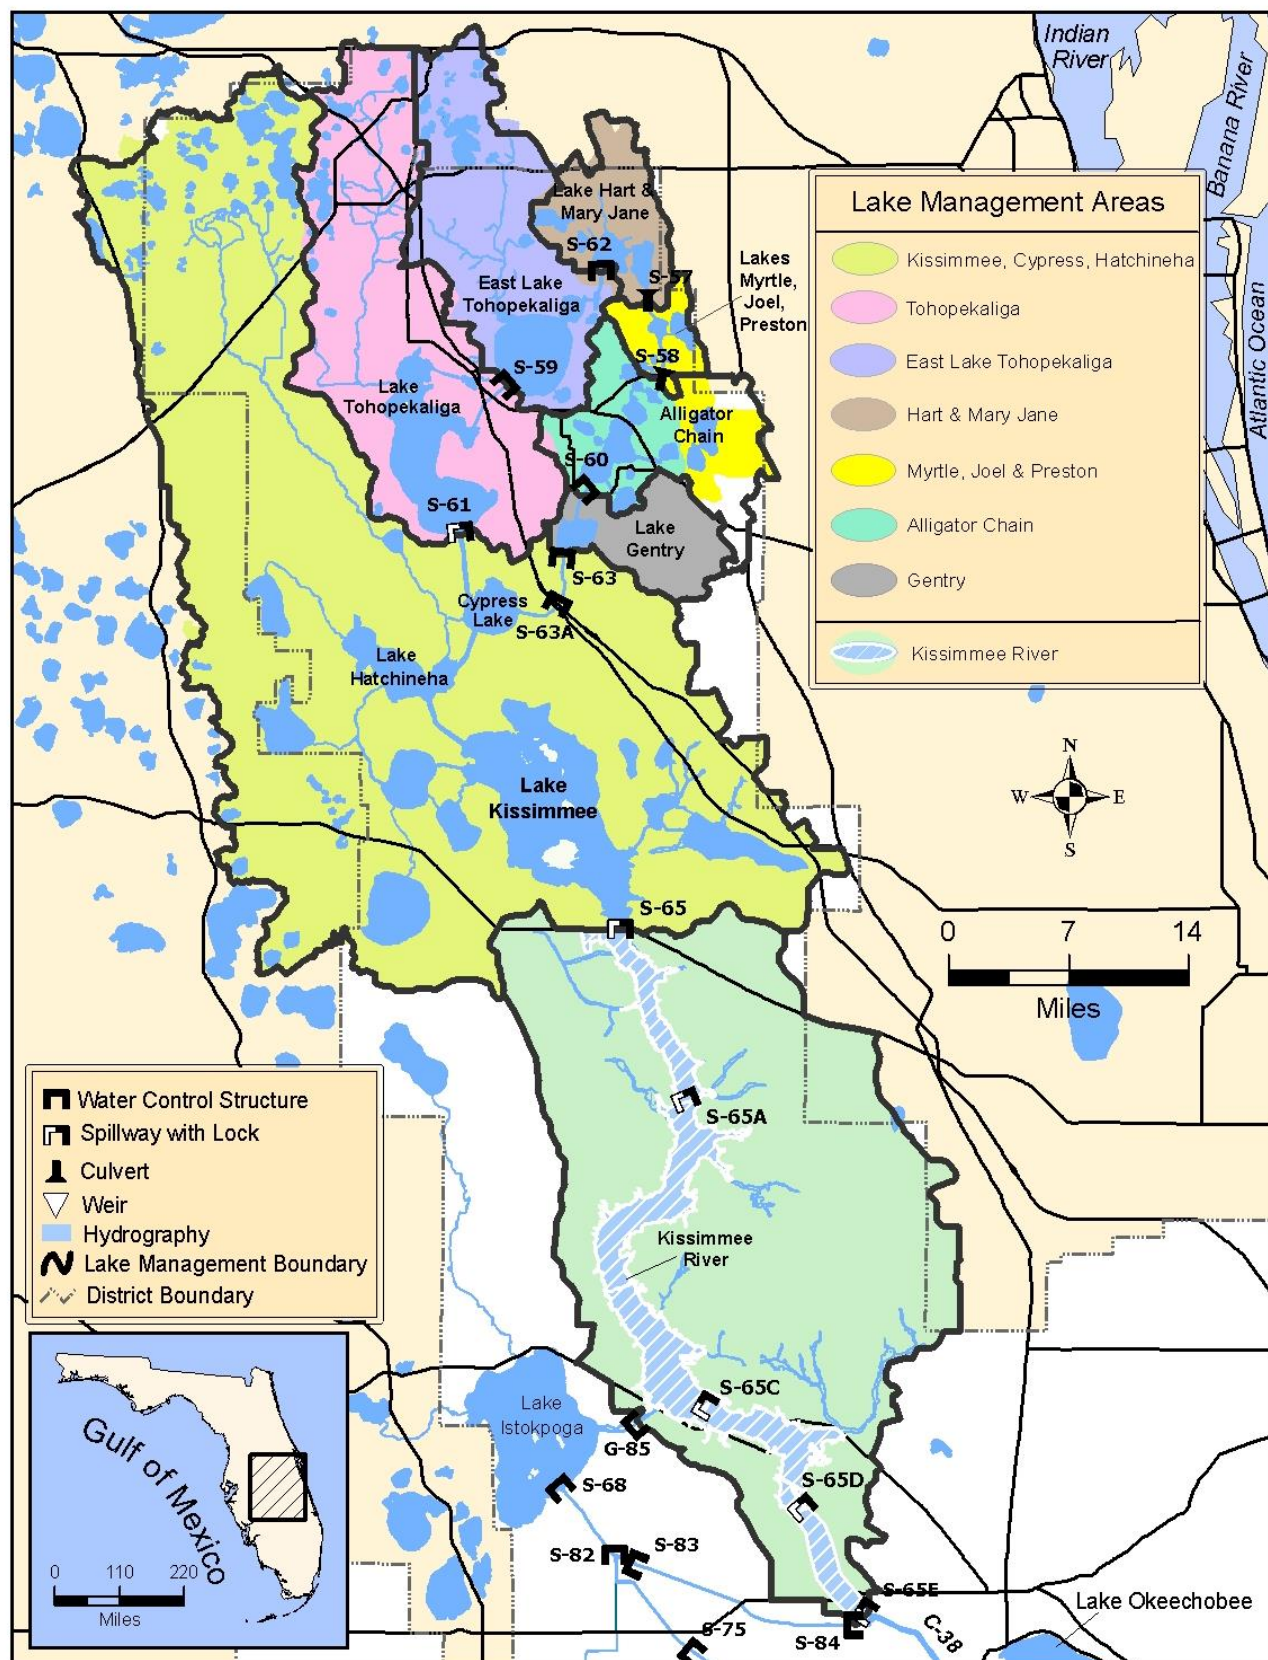 Indian
River
Banana River
Atlantic Ocean
Lake Hart &
Mary Jane
S-62
S-57
Lakes
Myrtle,
Joel,
Preston
East Lake
Tohopekaliga
S-59
S-58
Lake
Tohopekaliga
Alligator
Chain
S-60
S-61
Lake
Gentry
S-63
Cypress
Lake
S-63A
Lake
Hatchineha
Lake
Kissimmee
S-65
Lake Management Areas
Kissimmee, Cypress, Hatchineha
Tohopekaliga
East Lake Tohopekaliga
Hart & Mary Jane
Myrtle, Joel & Preston
Alligator Chain
Gentry
Kissimmee River
N
W E
S
0 7 14
Miles
S-65A
Kissimmee
River
Water Control Structure
Spillway with Lock
Culvert
Weir
Hydrography
Lake Management Boundary
District Boundary
S-65C
Lake
Istokpoga
G-85
S-68
S-65D
S-82
S-83
S-65E
S-84
S-75
C-38
Lake Okeechobee
Gulf of Mexico
0 110 220
Miles